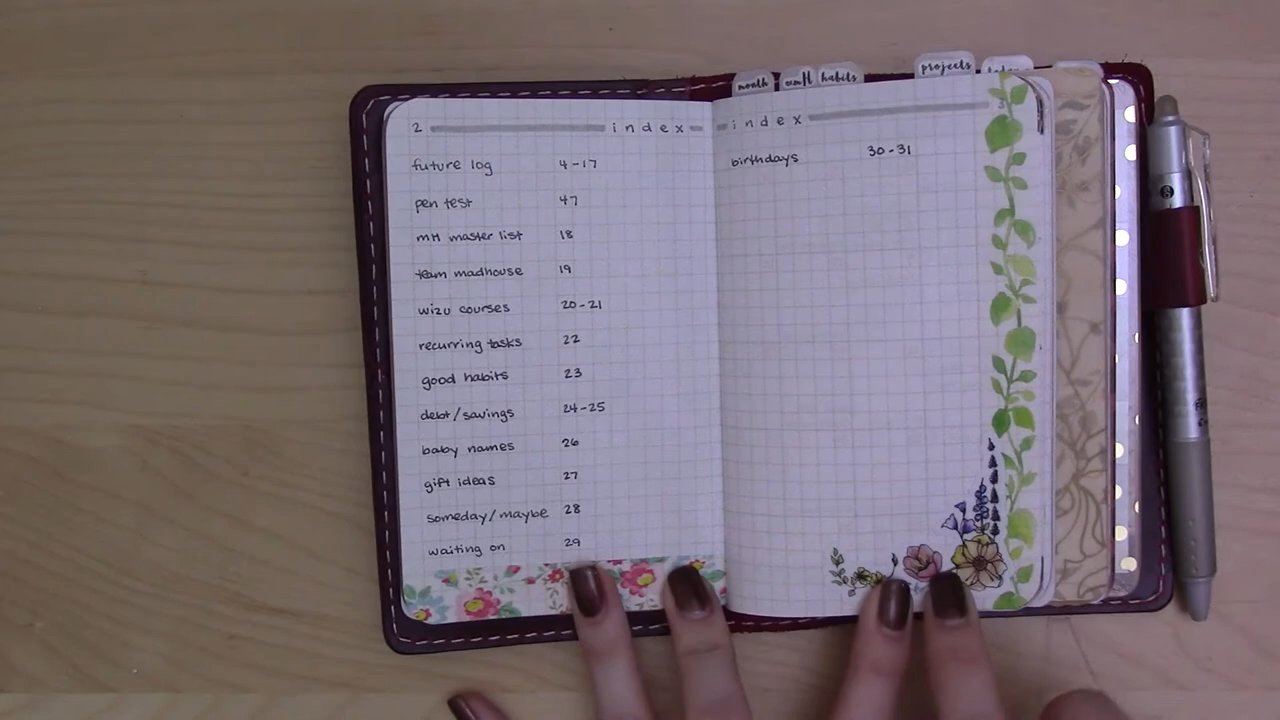 month
habits
projects
2 index
future log 4-17
pen test 47
mH master list 18
team madhouse 19
wizu courses 20-21
recurring tasks 22
good habits 23
debt/savings 24-25
baby names 26
gift ideas 27
someday/maybe 28
waiting on 29
index
birthdays 30-31